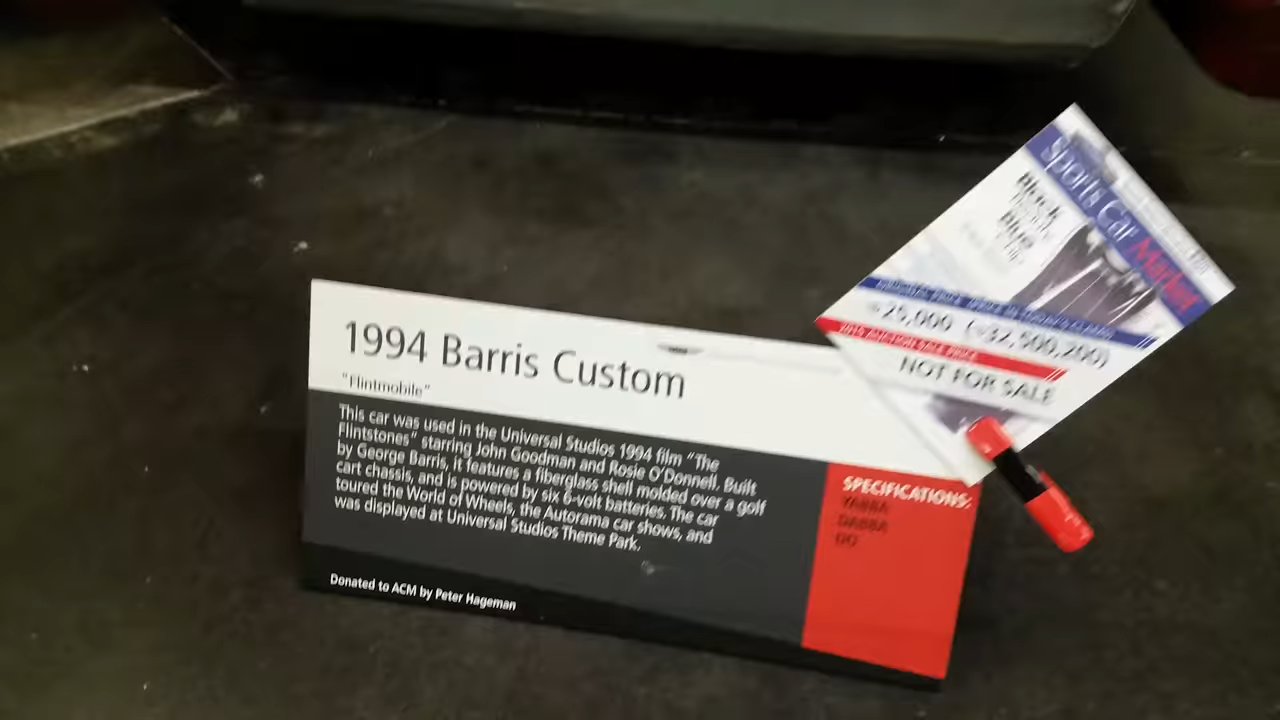 1994 Barris Custom
"Flintmobile"
This car was used in the Universal Studios 1994 film "The
Flintstones" starring John Goodman and Rosie O'Donnell. Built
by George Barris, it features a fiberglass shell molded over a golf
cart chassis, and is powered by six 6-volt batteries. The car
toured the World of Wheels, the Autorama car shows, and
was displayed at Universal Studios Theme Park.
Donated to ACM by Peter Hageman
SPECIFICATIONS:
YABBA
DABBA
DO
Sports Car Market
Black
Blue
NOT FOR SALE